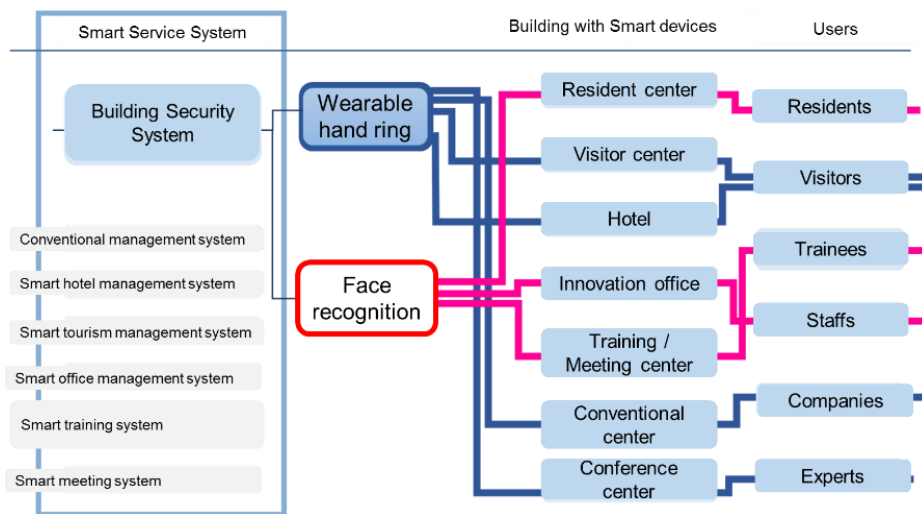 Smart Service System
Building with Smart devices
Users
Building Security
System
Wearable
hand ring
Resident center
Residents
Visitor center
Visitors
Hotel
Conventional management system
Smart hotel management system
Smart tourism management system
Smart office management system
Smart training system
Smart meeting system
Face
recognition
Innovation office
Trainees
Training /
Meeting center
Staffs
Conventional
center
Companies
Conference
center
Experts